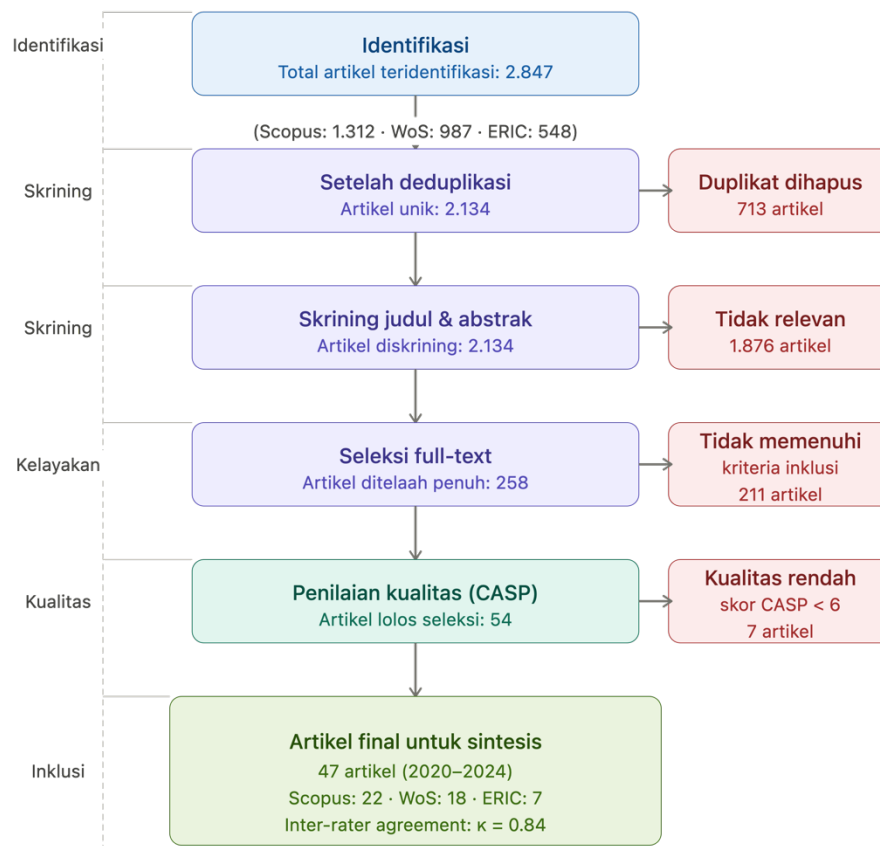 Identifikasi
Identifikasi
Total artikel teridentifikasi: 2.847
(Scopus: 1.312 · WoS: 987 · ERIC: 548)
Skrining
Setelah deduplikasi
Artikel unik: 2.134
Duplikat dihapus
713 artikel
Skrining
Skrining judul & abstrak
Artikel diskrining: 2.134
Tidak relevan
1.876 artikel
Kelayakan
Seleksi full-text
Artikel ditelaah penuh: 258
Tidak memenuhi
kriteria inklusi
211 artikel
Kualitas
Penilaian kualitas (CASP)
Artikel lolos seleksi: 54
Kualitas rendah
skor CASP < 6
7 artikel
Inklusi
Artikel final untuk sintesis
47 artikel (2020–2024)
Scopus: 22 · WoS: 18 · ERIC: 7
Inter-rater agreement: κ = 0.84